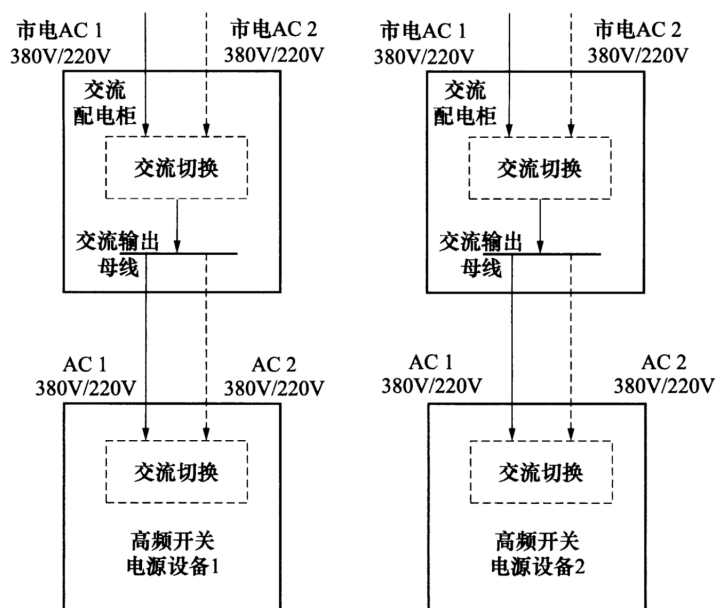 市电AC 1
380V/220V
市电AC 2
380V/220V
交流
配电柜
交流切换
交流输出
母线
AC 1
380V/220V
AC 2
380V/220V
交流切换
高频开关
电源设备1
市电AC 1
380V/220V
市电AC 2
380V/220V
交流
配电柜
交流切换
交流输出
母线
AC 1
380V/220V
AC 2
380V/220V
交流切换
高频开关
电源设备2